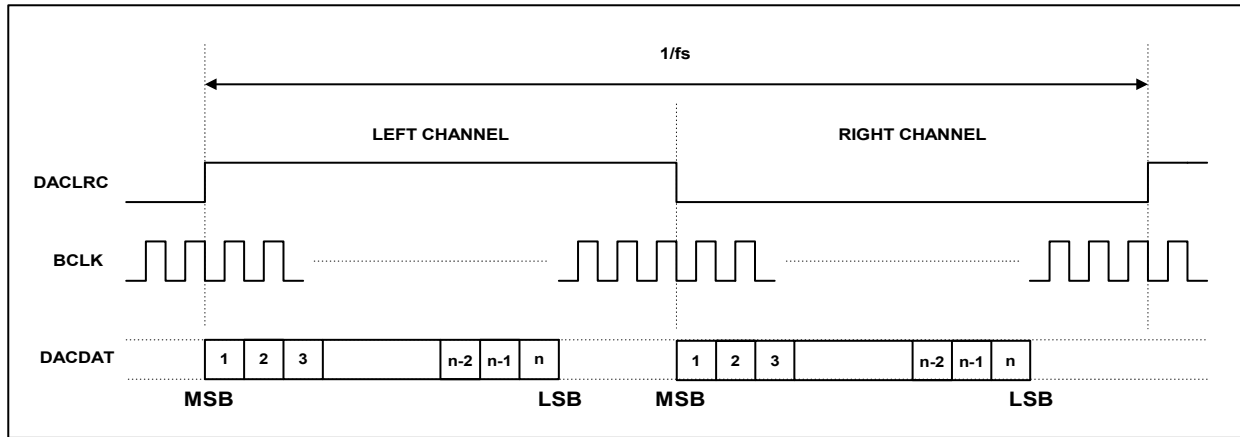 1/fs
LEFT CHANNEL RIGHT CHANNEL
DACLRC
BCLK
DACDAT 1 2 3 n-2 n-1 n 1 2 3 n-2 n-1 n
MSB LSB MSB LSB